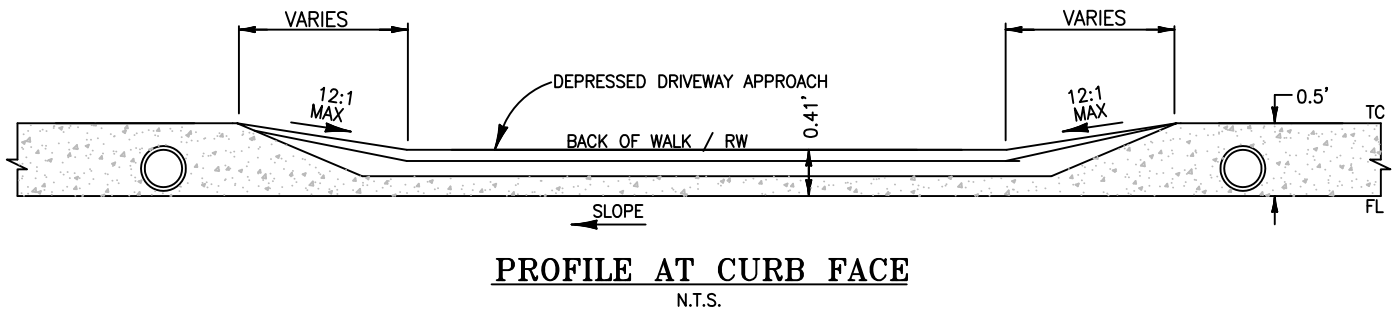 VARIES
VARIES
12:1
MAX
DEPRESSED DRIVEWAY APPROACH
12:1
MAX
0.5'
TC
BACK OF WALK / RW
0.41'
SLOPE
FL
PROFILE AT CURB FACE
N.T.S.